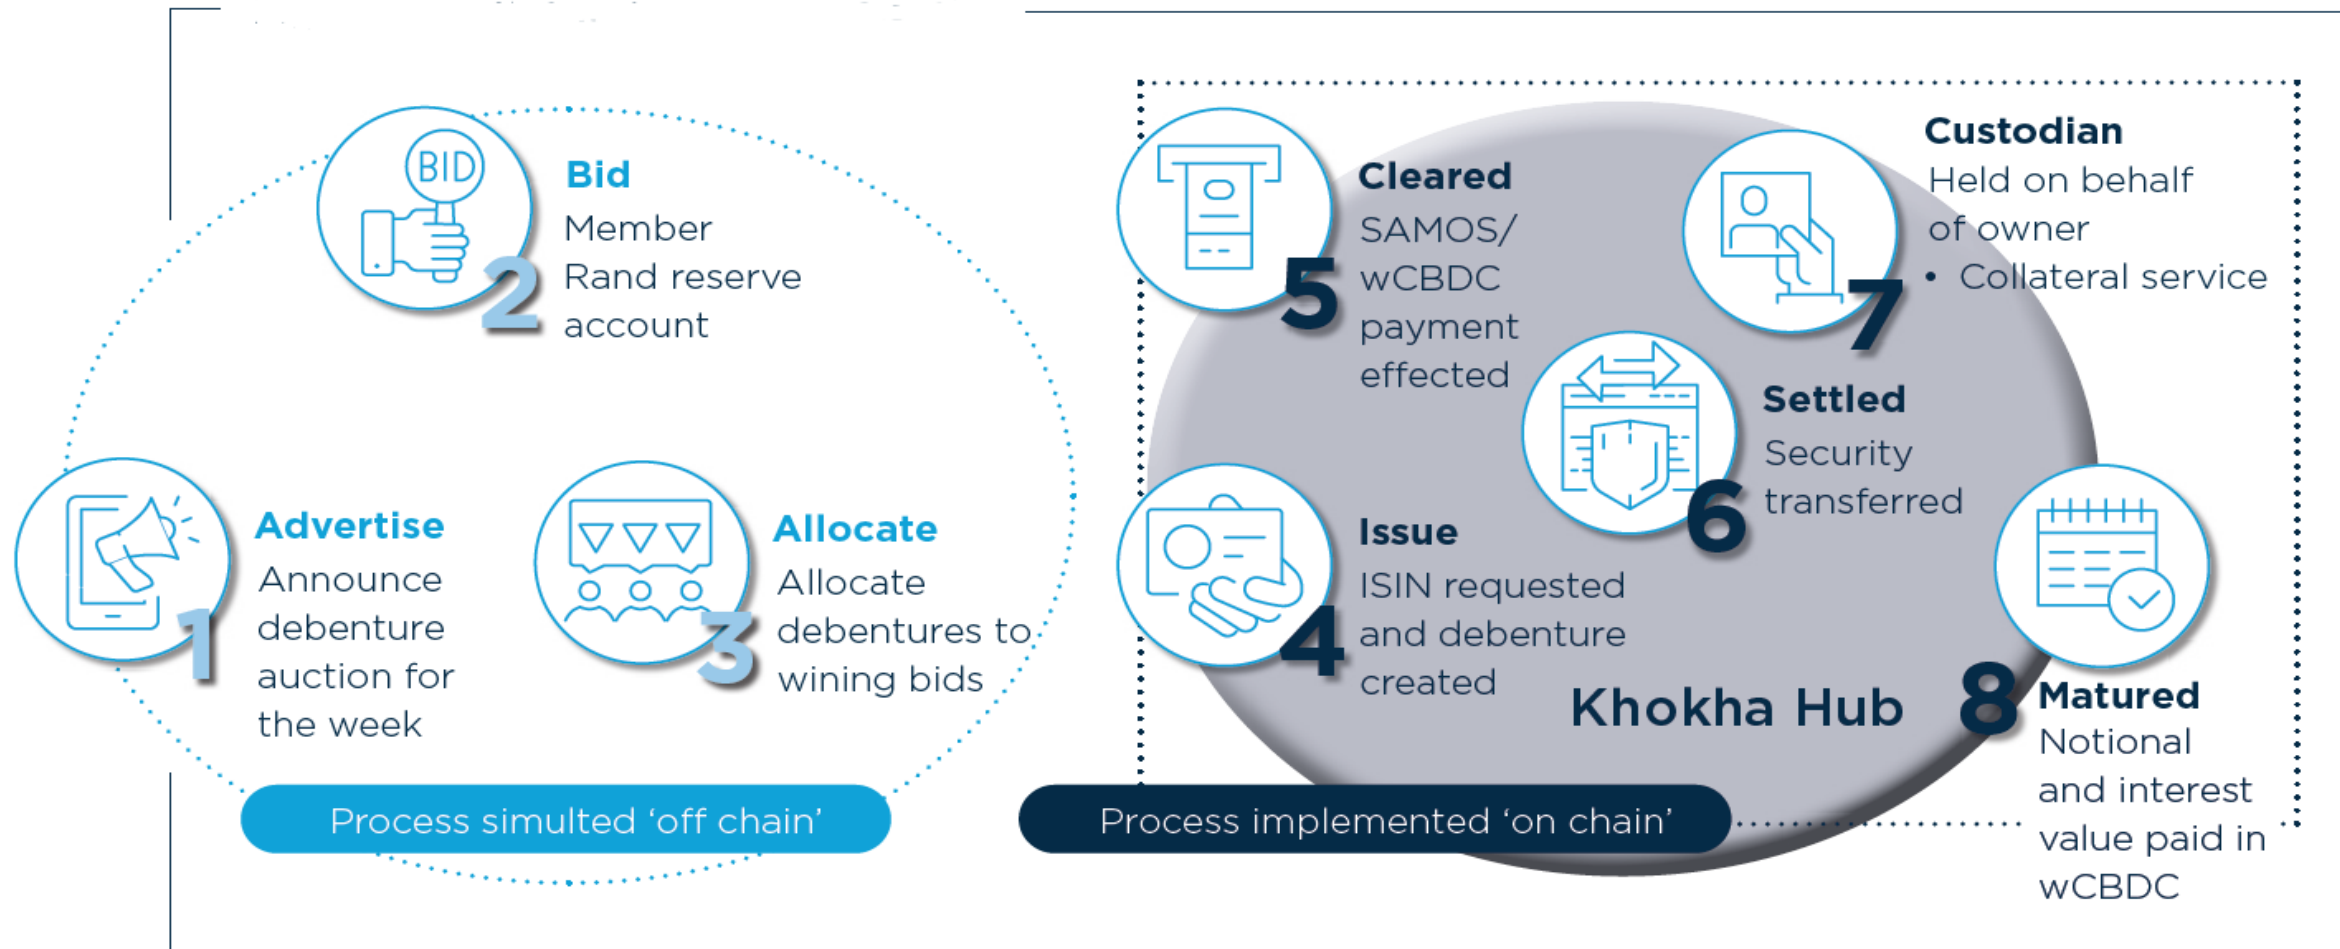 1
Advertise
Announce
debenture
auction for
the week
BID
2
Bid
Member
Rand reserve
account
3
Allocate
Allocate
debentures to
wining bids
Process simulted ‘off chain’
4
Issue
ISIN requested
and debenture
created
5
Cleared
SAMOS/
wCBDC
payment
effected
6
Settled
Security
transferred
7
Custodian
Held on behalf
of owner
• Collateral service
8
Matured
Notional
and interest
value paid in
wCBDC
Khokha Hub
Process implemented ‘on chain’